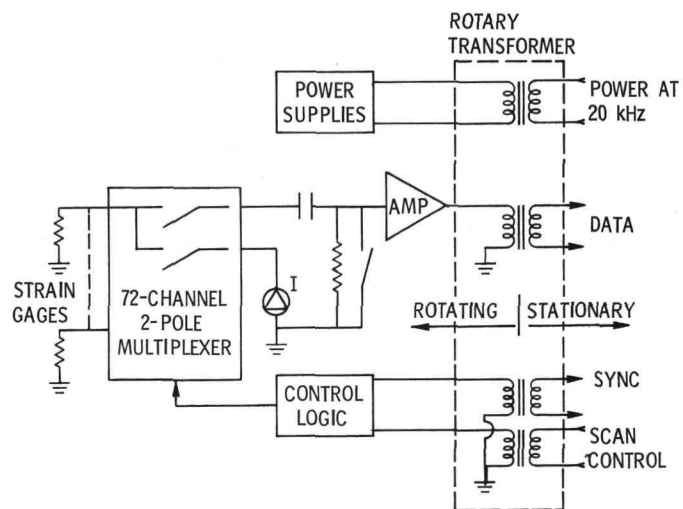 ROTARY
TRANSFORMER
POWER
SUPPLIES
POWER AT
20 kHz
AMP
DATA
STRAIN
GAGES
72-CHANNEL
2-POLE
MULTIPLEXER
I
ROTATING
STATIONARY
CONTROL
LOGIC
SYNC
SCAN
CONTROL